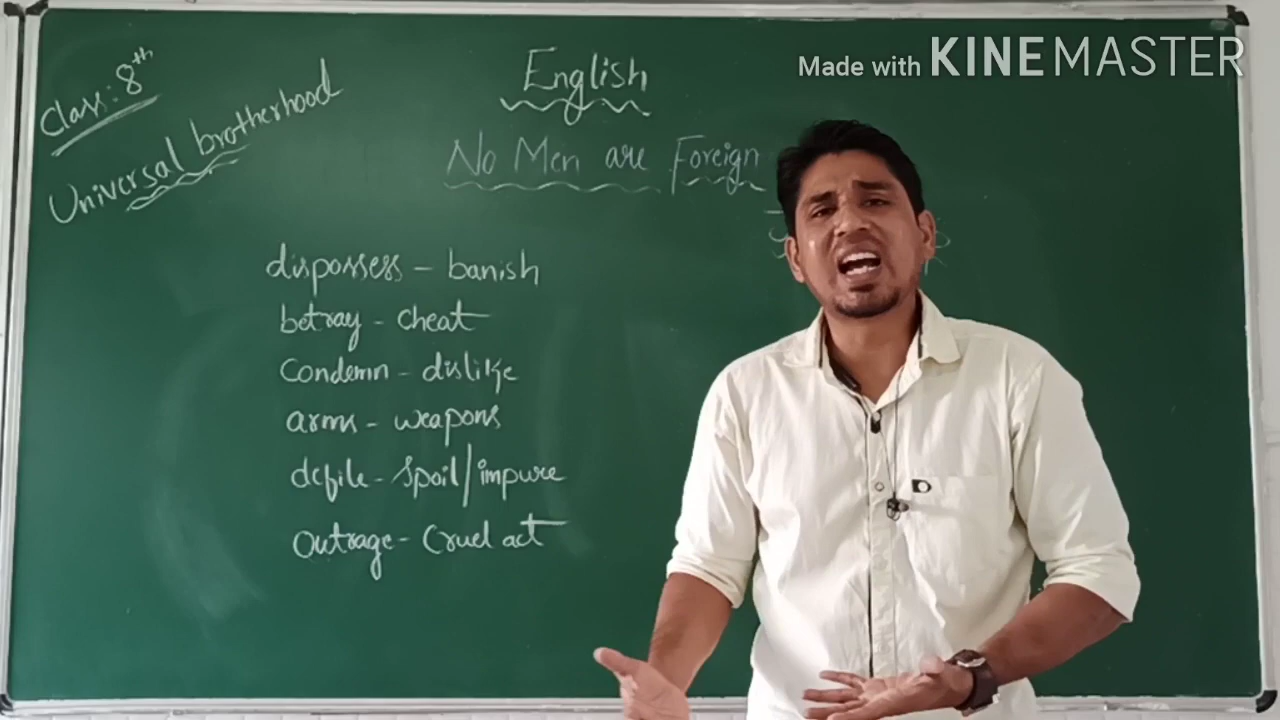 Class: 8th
Universal brotherhood
English
No Men are Foreign
dispossess - banish
betray - cheat
Condemn - dislike
arms - weapons
defile - spoil/impure
Outrage - Cruel act
Made with KINEMASTER